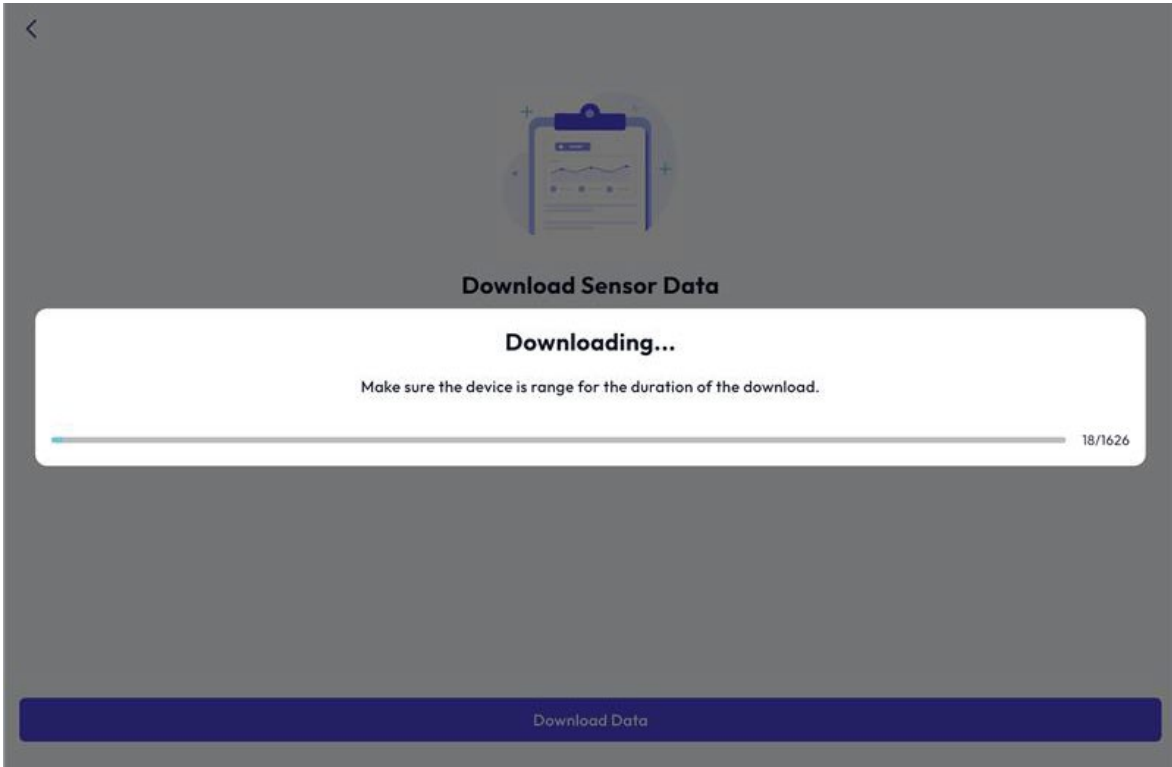 Download Sensor Data
Downloading...
Make sure the device is range for the duration of the download.
18/1626
Download Data